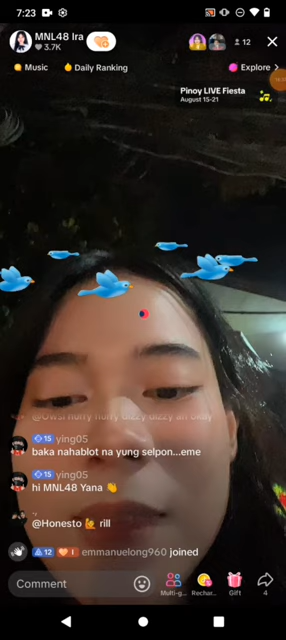 7:23
MNL48 Ira
3.7K
12
Music
Daily Ranking
Explore
Pinoy LIVE Fiesta
August 15-21
15 ying05
baka nahablot na yung selpon...eme
15 ying05
hi MNL48 Yana 👋
@Honesto 🙋 rill
12 1 emmanuelong960 joined
Comment
Multi-g...
Rechar...
Gift
4